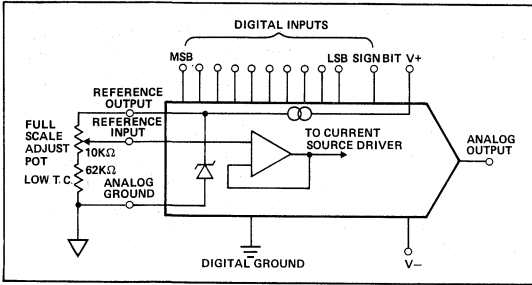 DIGITAL INPUTS
MSB
LSB SIGN BIT V+
REFERENCE
OUTPUT
REFERENCE
INPUT
FULL
SCALE
ADJUST
POT
10KΩ
LOW T.C.
62KΩ
ANALOG
GROUND
TO CURRENT
SOURCE DRIVER
ANALOG
OUTPUT
DIGITAL GROUND
V−